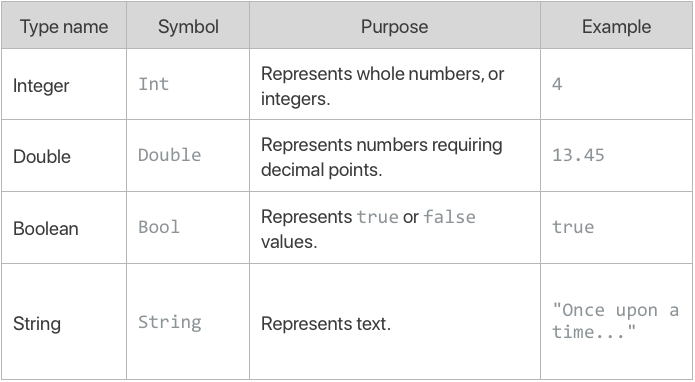 Type name Symbol Purpose Example
Integer Int Represents whole numbers, or integers. 4
Double Double Represents numbers requiring decimal points. 13.45
Boolean Bool Represents true or false values. true
String String Represents text. "Once upon a time..."